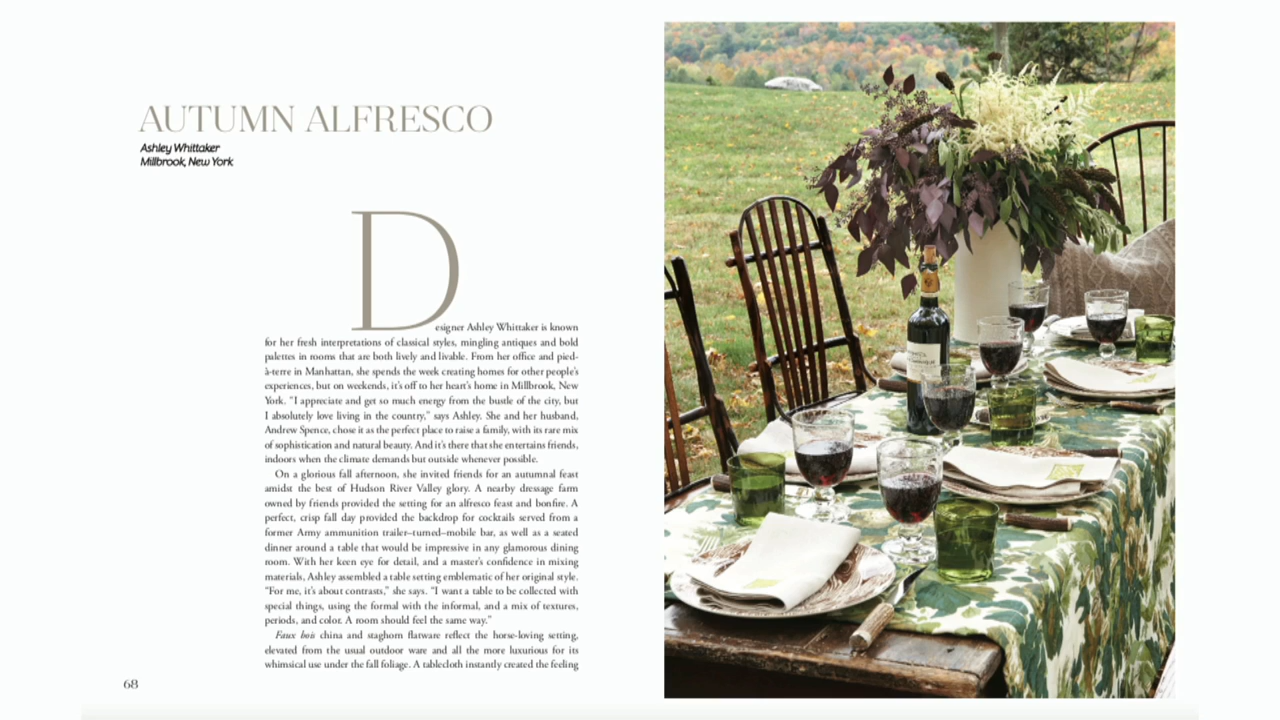 AUTUMN ALFRESCO
Ashley Whittaker
Millbrook, New York
Designer Ashley Whittaker is known
for her fresh interpretations of classical styles, mingling antiques and bold
palettes in rooms that are both lively and livable. From her office and pied-
à-terre in Manhattan, she spends the week creating homes for other people's
experiences, but on weekends, it's off to her heart's home in Millbrook, New
York. "I appreciate and get so much energy from the bustle of the city, but
I absolutely love living in the country," says Ashley. She and her husband,
Andrew Spence, chose it as the perfect place to raise a family, with its rare mix
of sophistication and natural beauty. And it's there that she entertains friends,
indoors when the climate demands but outside whenever possible.
On a glorious fall afternoon, she invited friends for an autumnal feast
amidst the best of Hudson River Valley glory. A nearby dressage farm
owned by friends provided the setting for an alfresco feast and bonfire. A
perfect, crisp fall day provided the backdrop for cocktails served from a
former Army ammunition trailer–turned–mobile bar, as well as a seated
dinner around a table that would be impressive in any glamorous dining
room. With her keen eye for detail, and a master's confidence in mixing
materials, Ashley assembled a table setting emblematic of her original style.
"For me, it's about contrasts," she says. "I want a table to be collected with
special things, using the formal with the informal, and a mix of textures,
periods, and color. A room should feel the same way."
Faux bois china and staghorn flatware reflect the horse-loving setting,
elevated from the usual outdoor ware and all the more luxurious for its
whimsical use under the fall foliage. A tablecloth instantly created the feeling
68